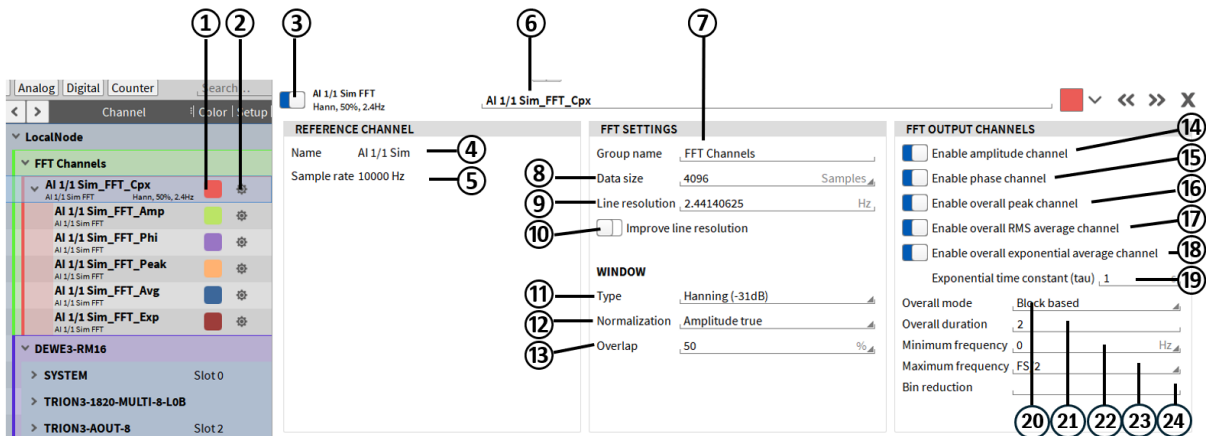 1 2 3 6 7
Analog Digital Counter Search...
AI 1/1 Sim FFT
Hann, 50%, 2.4Hz
AI 1/1 Sim_FFT_Cpx
< > Channel Color Setup
LocalNode
FFT Channels
AI 1/1 Sim_FFT_Cpx
AI 1/1 Sim FFT Hann, 50%, 2.4Hz
AI 1/1 Sim_FFT_Amp
AI 1/1 Sim FFT
AI 1/1 Sim_FFT_Phi
AI 1/1 Sim FFT
AI 1/1 Sim_FFT_Peak
AI 1/1 Sim FFT
AI 1/1 Sim_FFT_Avg
AI 1/1 Sim FFT
AI 1/1 Sim_FFT_Exp
AI 1/1 Sim FFT
DEWE3-RM16
SYSTEM Slot 0
TRION3-1820-MULTI-8-L0B
TRION3-AOUT-8 Slot 2
REFERENCE CHANNEL
Name AI 1/1 Sim 4
Sample rate 10000 Hz 5
FFT SETTINGS
Group name FFT Channels
8 Data size 4096 Samples
9 Line resolution 2.44140625 Hz
10 Improve line resolution
WINDOW
11 Type Hanning (-31dB)
12 Normalization Amplitude true
13 Overlap 50 %
FFT OUTPUT CHANNELS
Enable amplitude channel 14
Enable phase channel 15
Enable overall peak channel 16
Enable overall RMS average channel 17
Enable overall exponential average channel 18
Exponential time constant (tau) 1 19
Overall mode Block based
Overall duration 2
Minimum frequency 0 Hz
Maximum frequency FS/2
Bin reduction
20 21 22 23 24